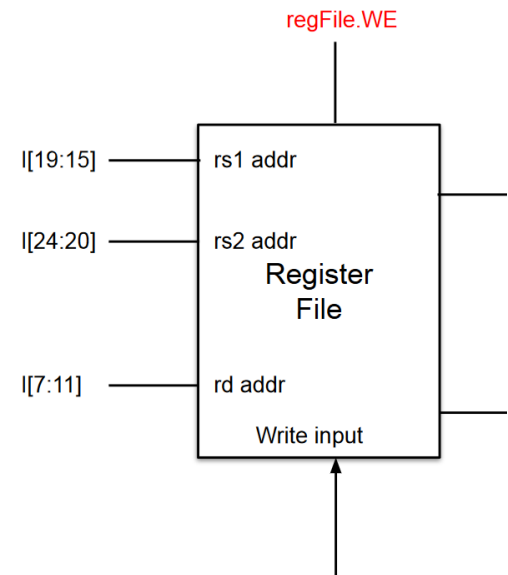 regFile.WE
I[19:15]
rs1 addr
I[24:20]
rs2 addr
Register
File
I[7:11]
rd addr
Write input